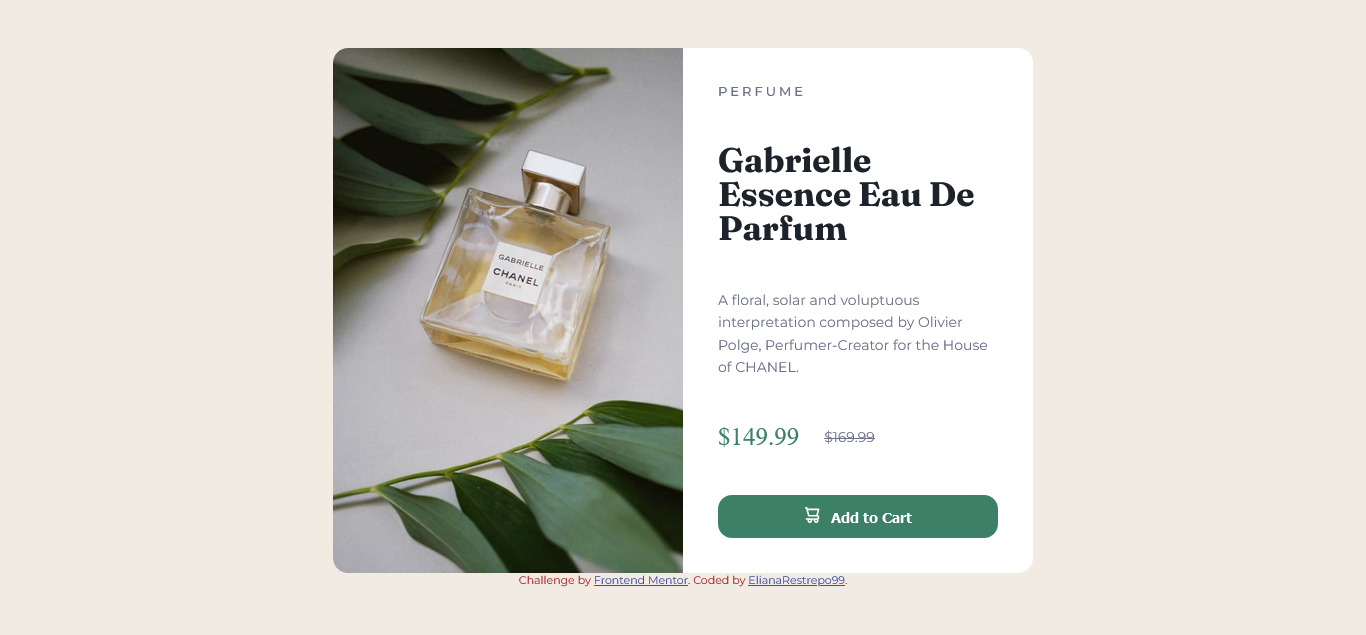 PERFUME
Gabrielle
Essence Eau De
Parfum
GABRIELLE
CHANEL
PARIS
A floral, solar and voluptuous
interpretation composed by Olivier
Polge, Perfumer-Creator for the House
of CHANEL.
$149.99 $169.99
Add to Cart
Challenge by Frontend Mentor. Coded by ElianaRestrepo99.